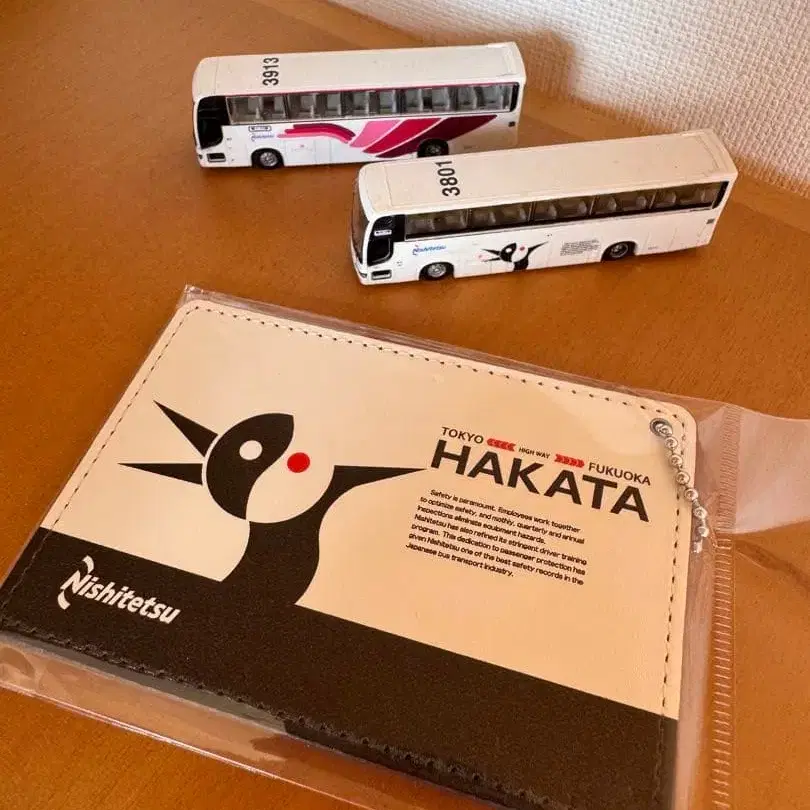 3913
3801
Nishitetsu
TOKYO HIGH WAY FUKUOKA
HAKATA
Safety is paramount. Employees work together
to optimize safety, and mothly, quarterly and annual
inspections eliminate equipment hazards.
Nishitetsu has also refined its stringent driver training
program. This dedication to passenger protection has
given Nishitetsu one of the best safety records in the
Japanese bus transport industry.
Nishitetsu